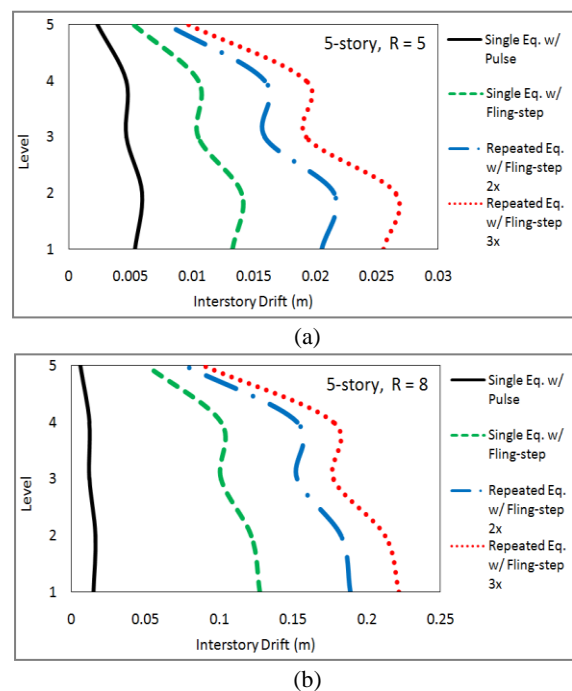 5-story, R = 5
5
4
3
2
1
Level
0
0.005
0.01
0.015
0.02
0.025
0.03
Interstory Drift (m)
Single Eq. w/
Pulse
Single Eq. w/
Fling-step
Repeated Eq.
w/ Fling-step
2x
Repeated Eq.
w/ Fling-step
3x
(a)
5-story, R = 8
5
4
3
2
1
Level
0
0.05
0.1
0.15
0.2
0.25
Interstory Drift (m)
Single Eq. w/
Pulse
Single Eq. w/
Fling-step
Repeated Eq.
w/ Fling-step
2x
Repeated Eq.
w/ Fling-step
3x
(b)